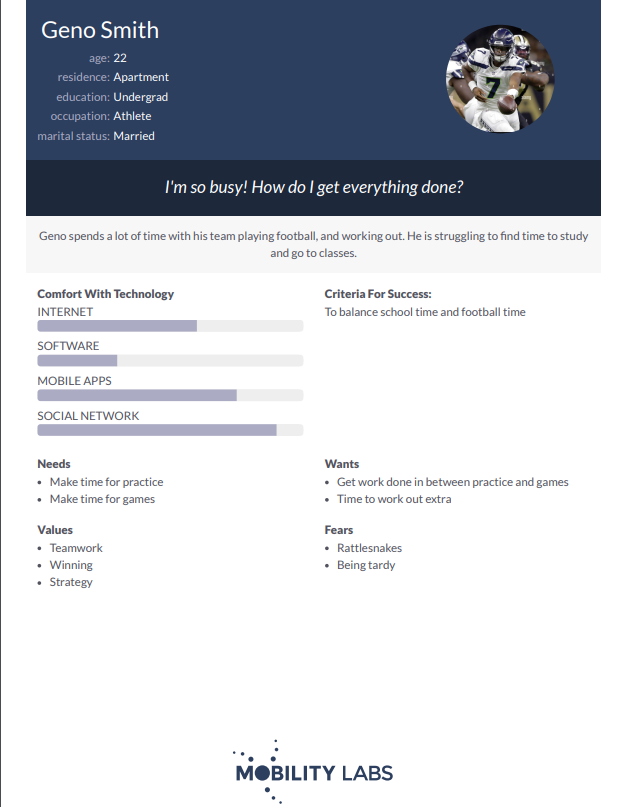 Geno Smith
age: 22
residence: Apartment
education: Undergrad
occupation: Athlete
marital status: Married
7
I'm so busy! How do I get everything done?
Geno spends a lot of time with his team playing football, and working out. He is struggling to find time to study
and go to classes.
Comfort With Technology
INTERNET
SOFTWARE
MOBILE APPS
SOCIAL NETWORK
Criteria For Success:
To balance school time and football time
Needs
• Make time for practice
• Make time for games
Wants
• Get work done in between practice and games
• Time to work out extra
Values
• Teamwork
• Winning
• Strategy
Fears
• Rattlesnakes
• Being tardy
MOBILITY LABS